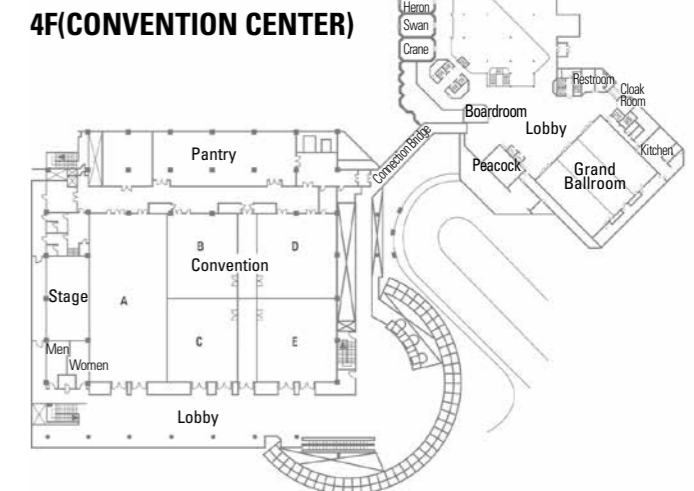 4F(CONVENTION CENTER)
Heron
Swan
Crane
Restroom
Cloak
Room
Boardroom
Lobby
Kitchen
Connection Bridge
Peacock
Grand
Ballroom
Pantry
B
D
Convention
Stage
A
C
E
Men
Women
Lobby